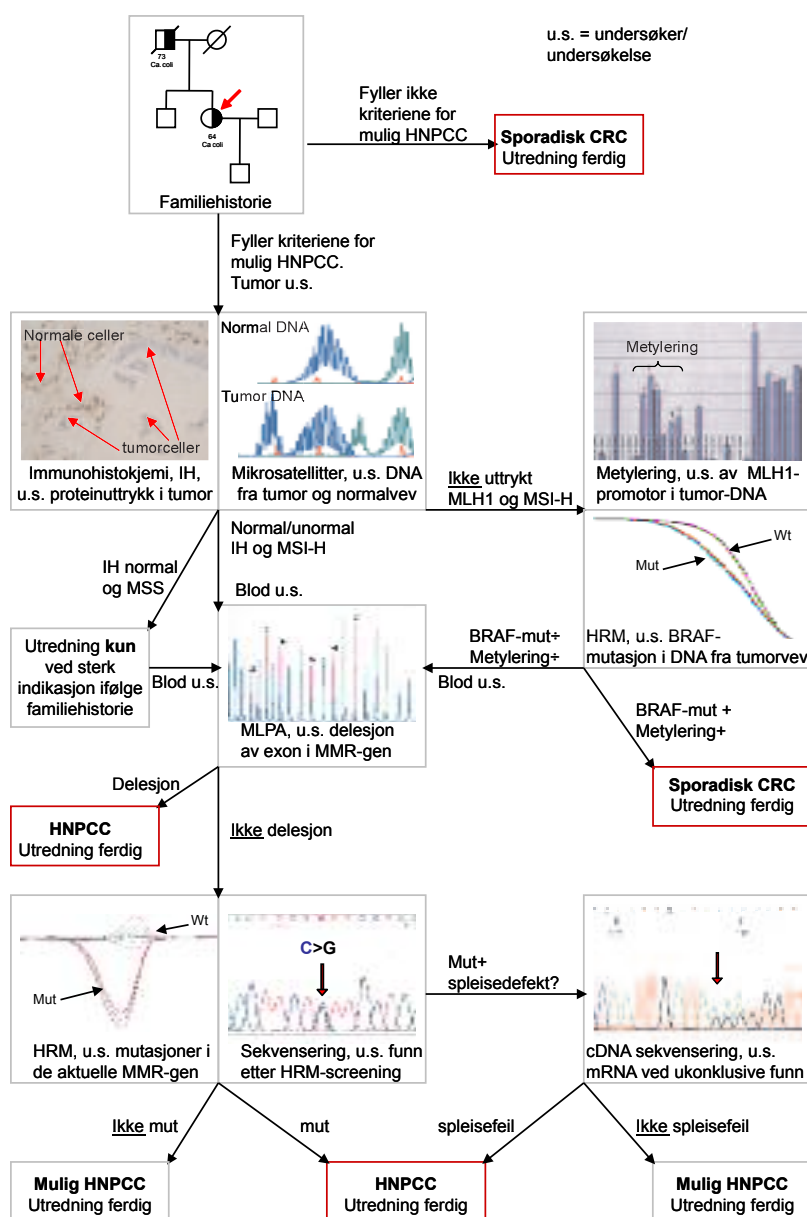 u.s. = undersøker/
undersøkelse
73
Ca. coli
64
Ca coli
Familiehistorie
Fyller ikke
kriteriene for
mulig HNPCC
Sporadisk CRC
Utredning ferdig
Fyller kriteriene for
mulig HNPCC.
Tumor u.s.
Normale celler
tumorceller
Immunohistokjemi, IH,
u.s. proteinuttrykk i tumor
Normal DNA
Tumor DNA
Mikrosatellitter, u.s. DNA
fra tumor og normalvev
Ikke uttrykt
MLH1 og MSI-H
Metylering
Metylering, u.s. av MLH1-
promotor i tumor-DNA
Wt
Mut
HRM, u.s. BRAF-
mutasjon i DNA fra tumorvev
IH normal
og MSS
Normal/unormal
IH og MSI-H
Blod u.s.
Utredning kun
ved sterk
indikasjon ifølge
familiehistorie
Blod u.s.
MLPA, u.s. delesjon
av exon i MMR-gen
BRAF-mut÷
Metylering÷
Blod u.s.
BRAF-mut +
Metylering+
Sporadisk CRC
Utredning ferdig
Delesjon
HNPCC
Utredning ferdig
Ikke delesjon
Wt
Mut
HRM, u.s. mutasjoner i
de aktuelle MMR-gen
C>G
Sekvensering, u.s. funn
etter HRM-screening
Mut+
spleisedefekt?
cDNA sekvensering, u.s.
mRNA ved ukonklusive funn
Ikke mut
mut
spleisefeil
Ikke spleisefeil
Mulig HNPCC
Utredning ferdig
HNPCC
Utredning ferdig
Mulig HNPCC
Utredning ferdig